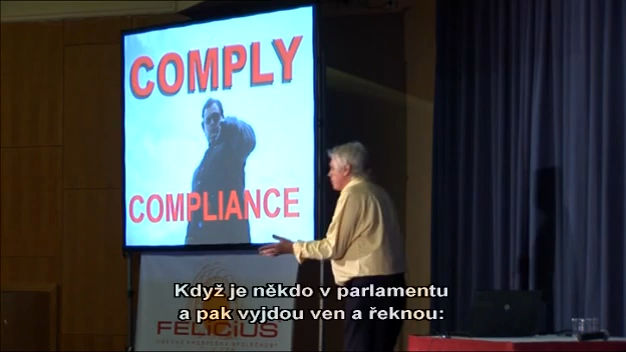 COMPLY
COMPLIANCE
FELICIUS
Když je někdo v parlamentu
a pak vyjdou ven a řeknou: